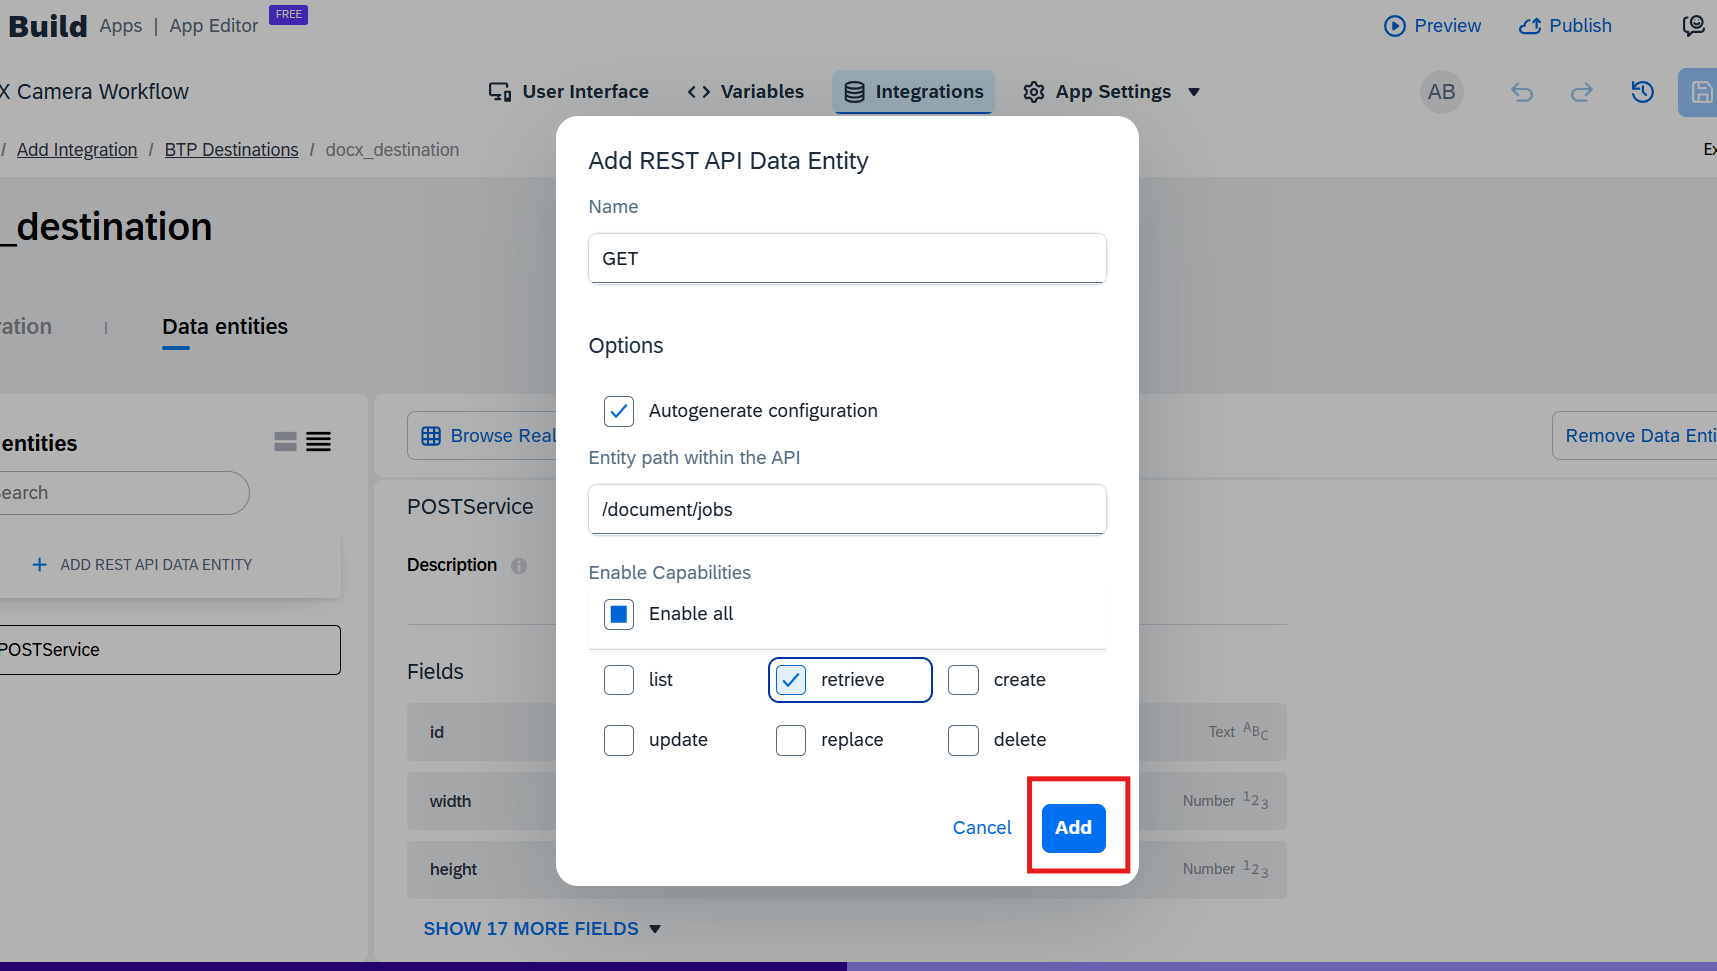 Build Apps | App Editor FREE
Preview
Publish
X Camera Workflow
User Interface
Variables
Integrations
App Settings
AB
/ Add Integration / BTP Destinations / docx_destination
Ex
_destination
ration
Data entities
entities
earch
+ ADD REST API DATA ENTITY
POSTService
Browse Real
Remove Data Enti
POSTService
Description
Fields
id
Text ABC
width
Number 123
height
Number 123
SHOW 17 MORE FIELDS
Add REST API Data Entity
Name
GET
Options
Autogenerate configuration
Entity path within the API
/document/jobs
Enable Capabilities
Enable all
list
retrieve
create
update
replace
delete
Cancel
Add